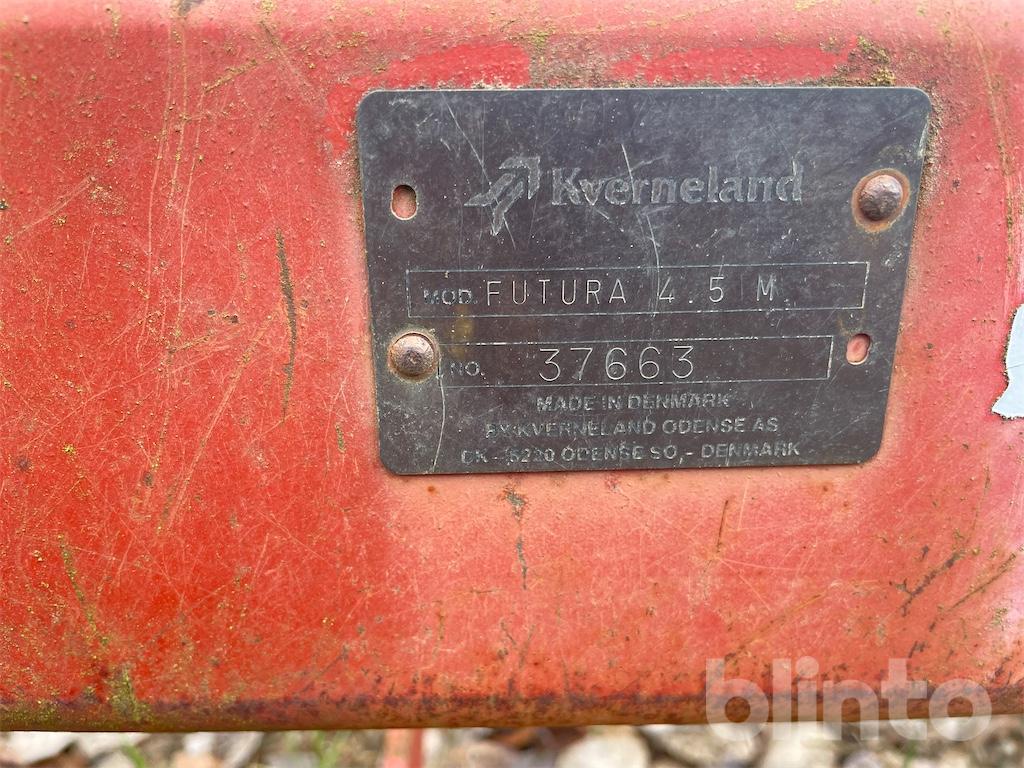 Kverneland
MOD. FUTURA 4.5 M
NO. 37663
MADE IN DENMARK
BY KVERNELAND ODENSE AS
DK - 5220 ODENSE SO,- DENMARK
blinto